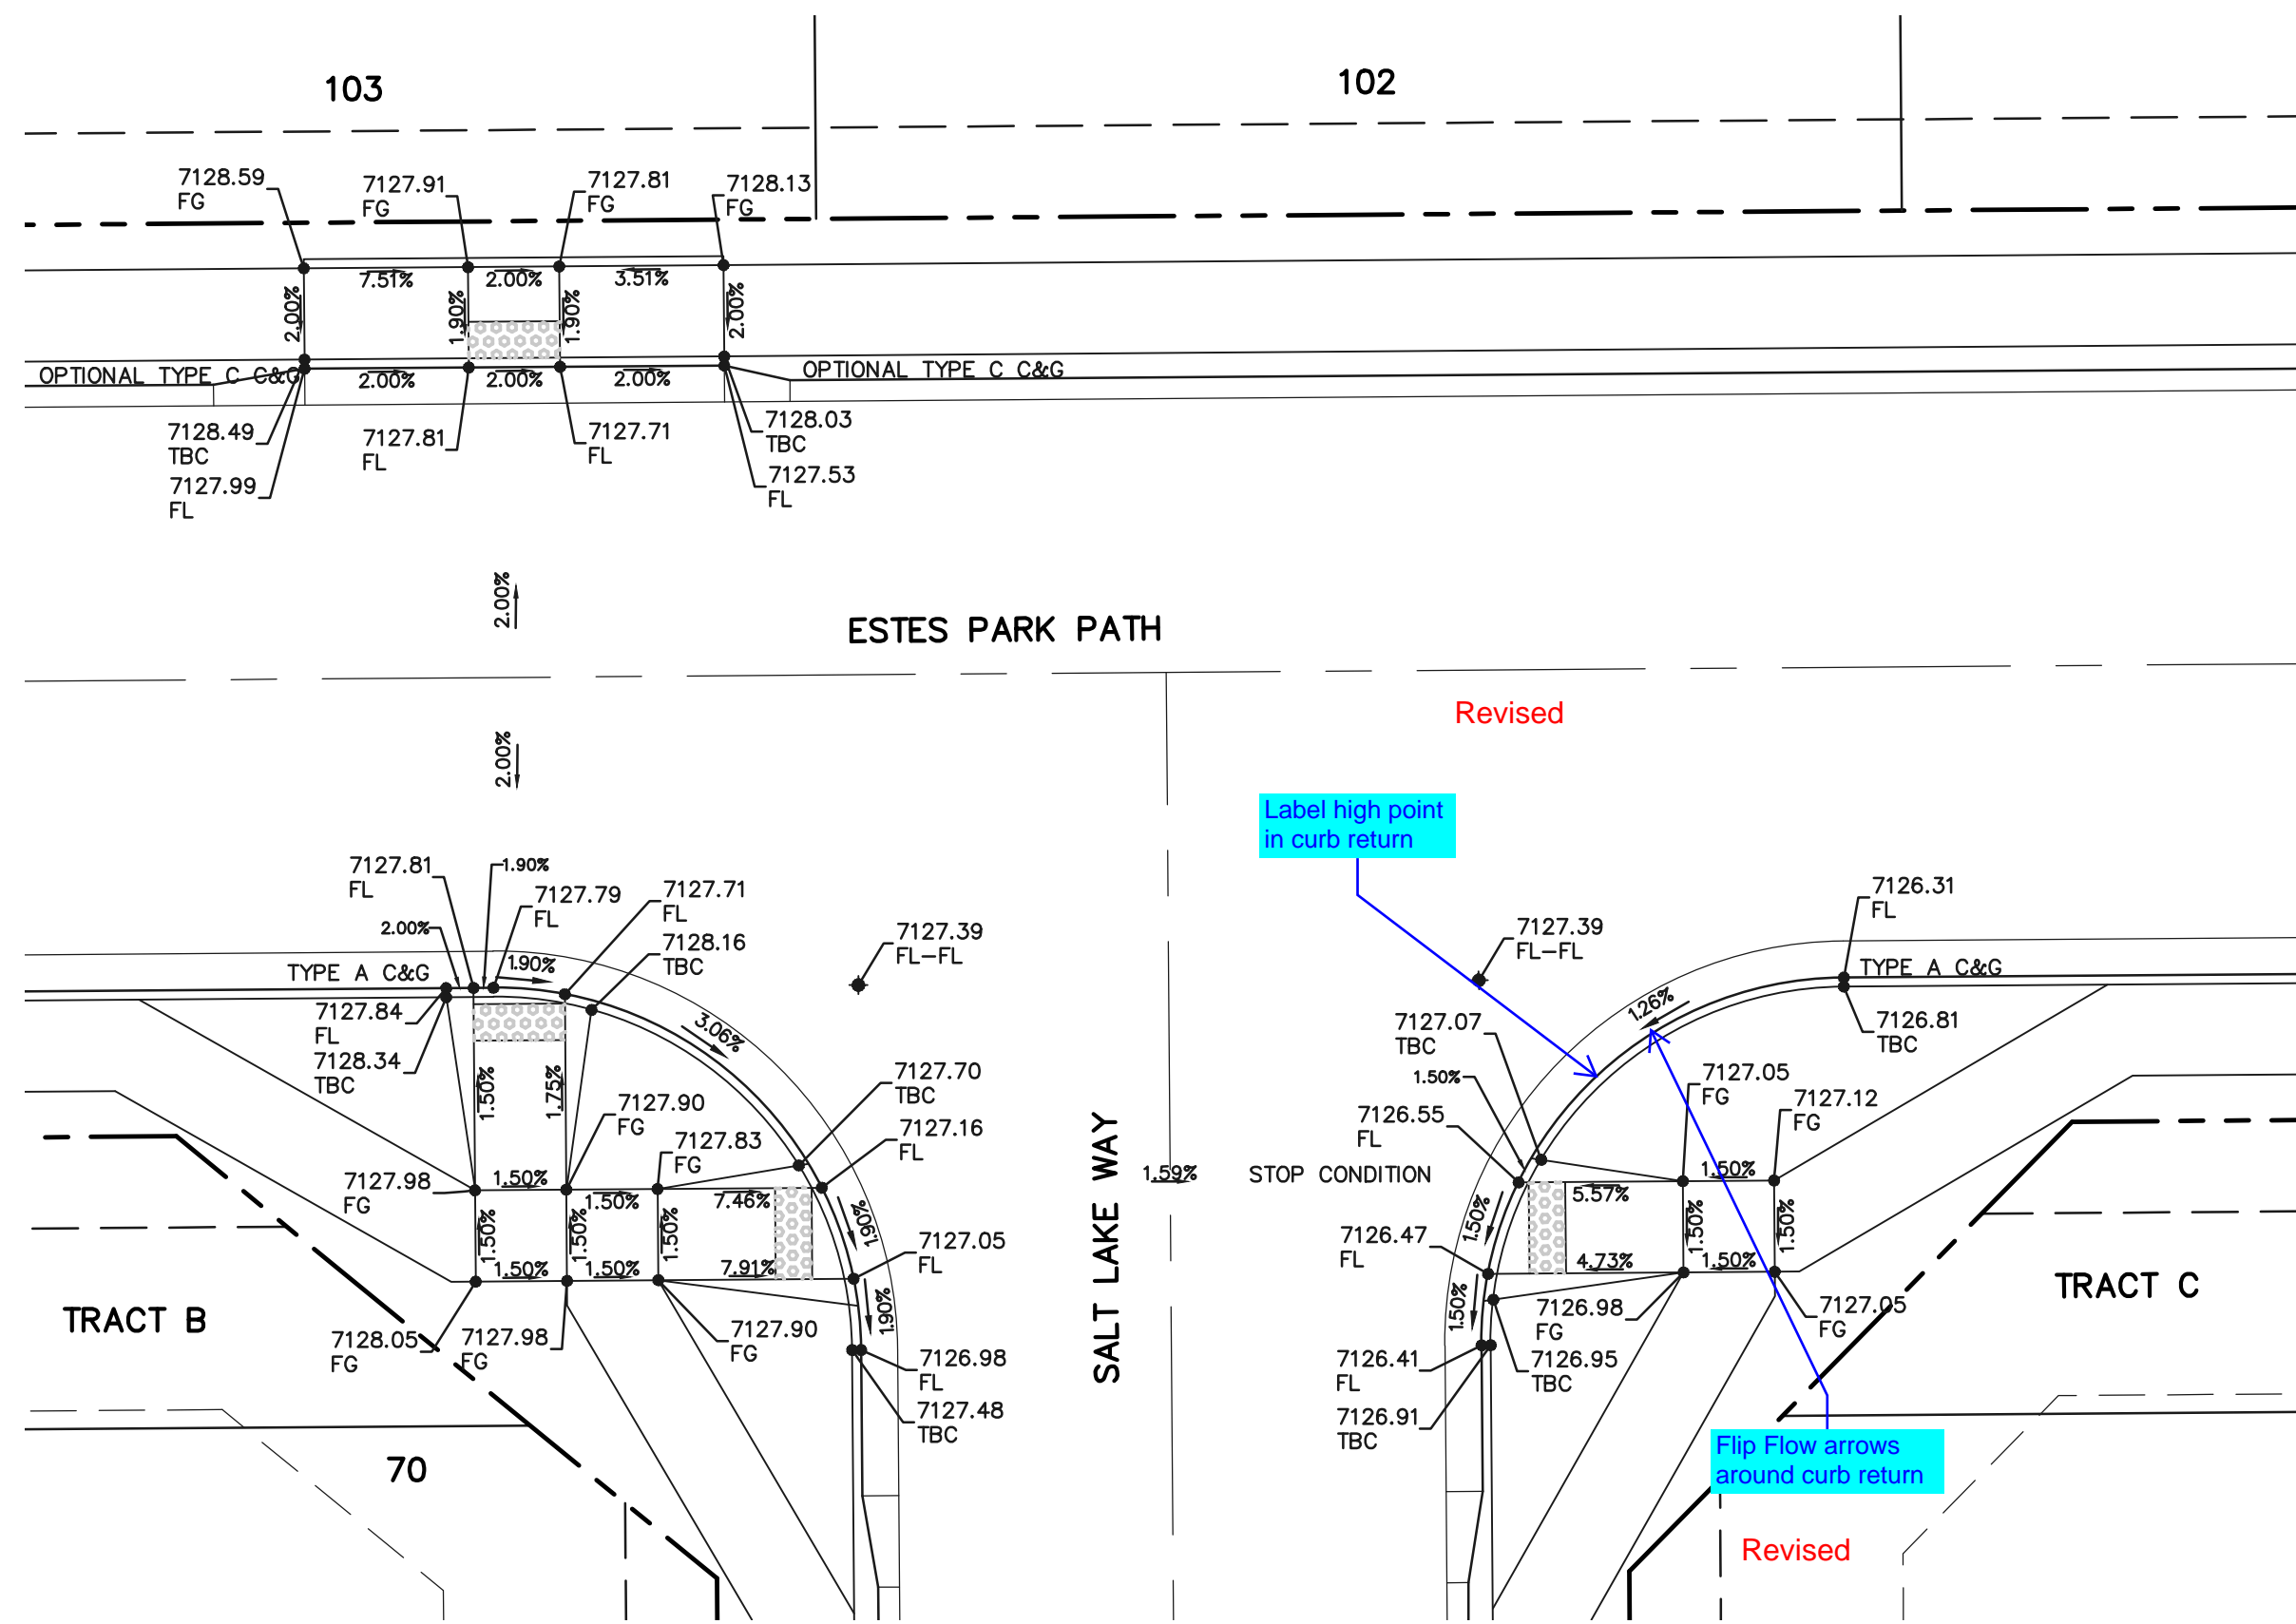 103
102
7128.59
FG
7127.91
FG
7127.81
FG
7128.13
FG
7.51%
2.00%
3.51%
2.00%
1.90%
1.90%
2.00%
OPTIONAL TYPE C C&G
2.00%
2.00%
2.00%
OPTIONAL TYPE C C&G
7128.49
TBC
7127.99
FL
7127.81
FL
7127.71
FL
7128.03
TBC
7127.53
FL
2.00%
ESTES PARK PATH
2.00%
Revised
Label high point
in curb return
7127.81
FL
1.90%
7127.79
FL
7127.71
FL
2.00%
7128.16
TBC
7127.39
FL-FL
7127.39
FL-FL
7126.31
FL
TYPE A C&G
1.90%
TYPE A C&G
7127.84
FL
7128.34
TBC
3.06%
1.26%
7127.07
TBC
7126.81
TBC
1.50%
1.75%
7127.70
TBC
1.50%
7127.05
FG
7127.90
FG
7127.16
FL
7126.55
FL
7127.12
FG
7127.83
FG
7127.98
FG
1.50%
1.50%
7.46%
SALT LAKE WAY
1.59%
STOP CONDITION
1.50%
5.57%
1.50%
1.50%
1.50%
1.90%
7127.05
FL
1.50%
7126.47
FL
1.50%
1.50%
1.50%
1.50%
7.91%
4.73%
1.50%
TRACT B
1.90%
1.50%
TRACT C
7128.05
FG
7127.98
FG
7127.90
FG
7126.98
FL
7127.48
TBC
7126.41
FL
7126.91
TBC
7126.98
FG
7126.95
TBC
7127.05
FG
70
Flip Flow arrows
around curb return
Revised